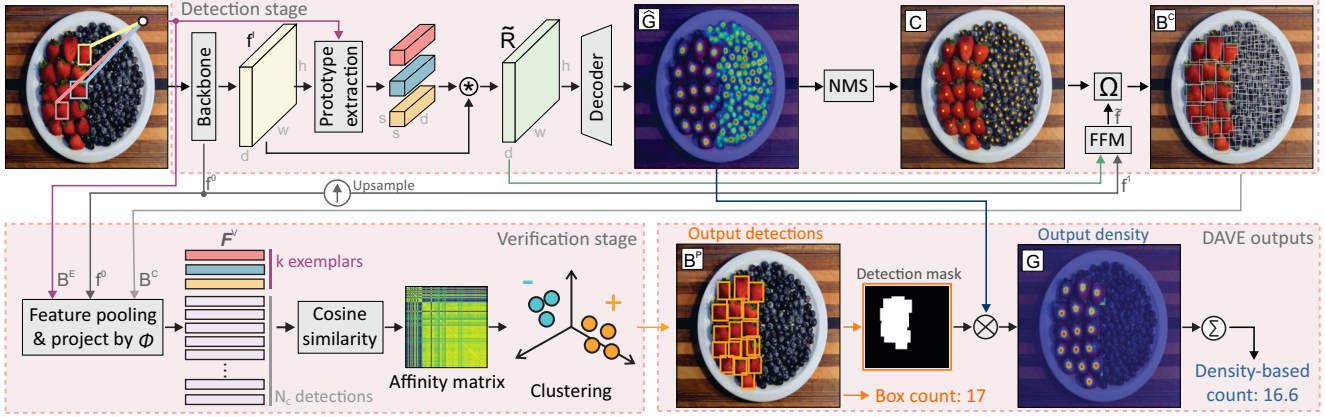 Detection stage
Backbone
f^I
h
w
d
Prototype
extraction
s
s
d
R̃
h
w
d
Decoder
Ĝ
NMS
C
Ω
f̃
FFM
B^C
f^0
Upsample
f^1
Verification stage
F^V
k exemplars
B^E
f^0
B^C
Feature pooling
& project by Φ
N_C detections
Cosine
similarity
Affinity matrix
-
+
Clustering
DAVE outputs
Output detections
B^P
Detection mask
Box count: 17
Output density
G
Σ
Density-based
count: 16.6